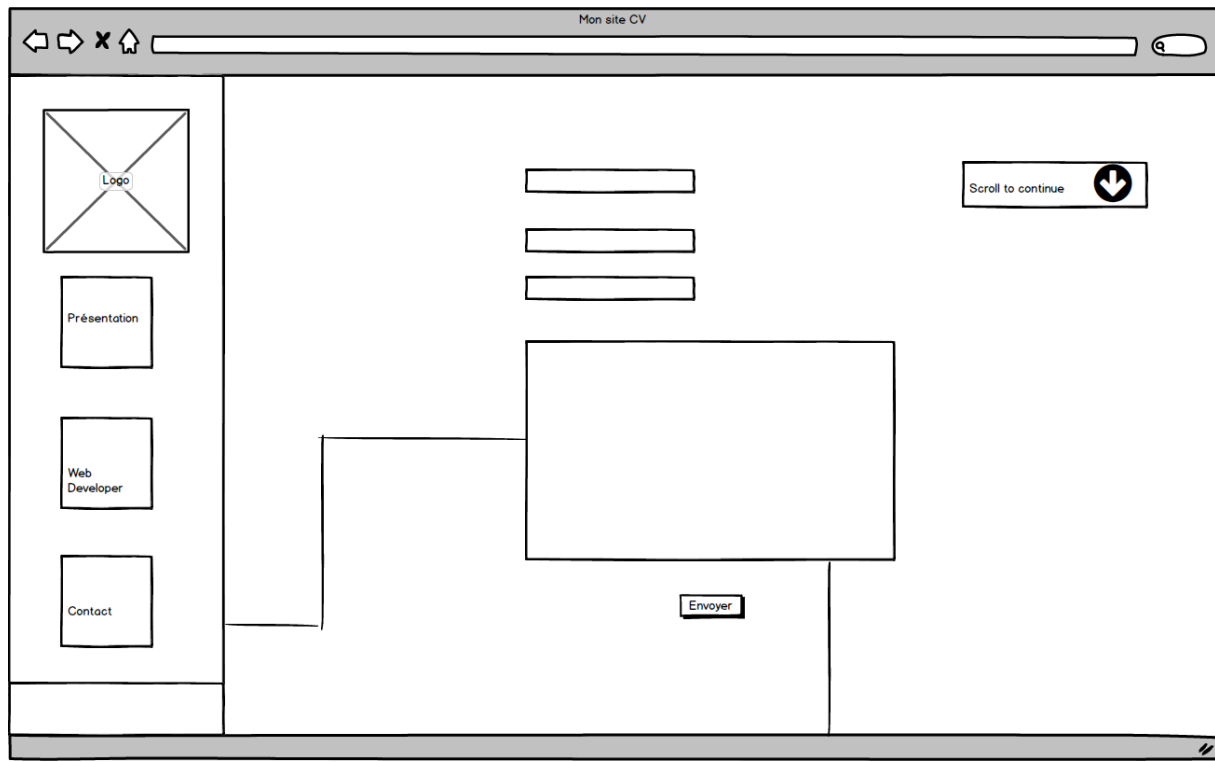 Mon site CV
Logo
Scroll to continue
Présentation
Web
Developer
Contact
Envoyer